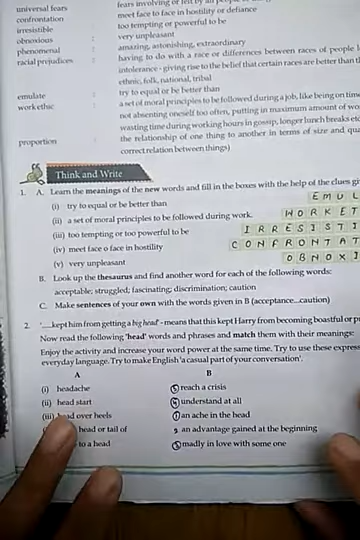 universal fears : fears involving or felt by all people
confrontation : meet face to face in hostility or defiance
irresistible : too tempting or powerful to be
obnoxious : very unpleasant
phenomenal : amazing, astonishing, extraordinary
racial prejudices : having to do with a race or differences between races of people
intolerance - giving rise to the belief that certain races are better than
ethnic, folk, national, tribal
emulate : try to equal or be better than
work ethic : a set of moral principles to be followed during a job, like being on time
not absenting oneself too often, putting in maximum amount of
wasting time during working hours in gossip, longer lunch breaks etc
proportion : the relationship of one thing to another in terms of size and
correct relation between things)
Think and Write
1. A. Learn the meanings of the new words and fill in the boxes with the help of the clues
(i) try to equal or be better than E M U L
(ii) a set of moral principles to be followed during work. W O R K E T
(iii) too tempting or too powerful to be I R R E S I S T I
(iv) meet face o face in hostility C O N F R O N T A T
(v) very unpleasant O B N O X I
B. Look up the thesaurus and find another word for each of the following words:
acceptable; struggled; fascinating; discrimination; caution
C. Make sentences of your own with the words given in B (acceptance...caution)
2. '....kept him from getting a big head' - means that this kept Harry from becoming boastful or
Now read the following 'head' words and phrases and match them with their meanings:
Enjoy the activity and increase your word power at the same time. Try to use these
everyday language. Try to make English 'a casual part of your conversation'.
A B
(i) headache reach a crisis
(ii) head start understand at all
(iii) head over heels an ache in the head
head or tail of an advantage gained at the beginning
to a head madly in love with some one